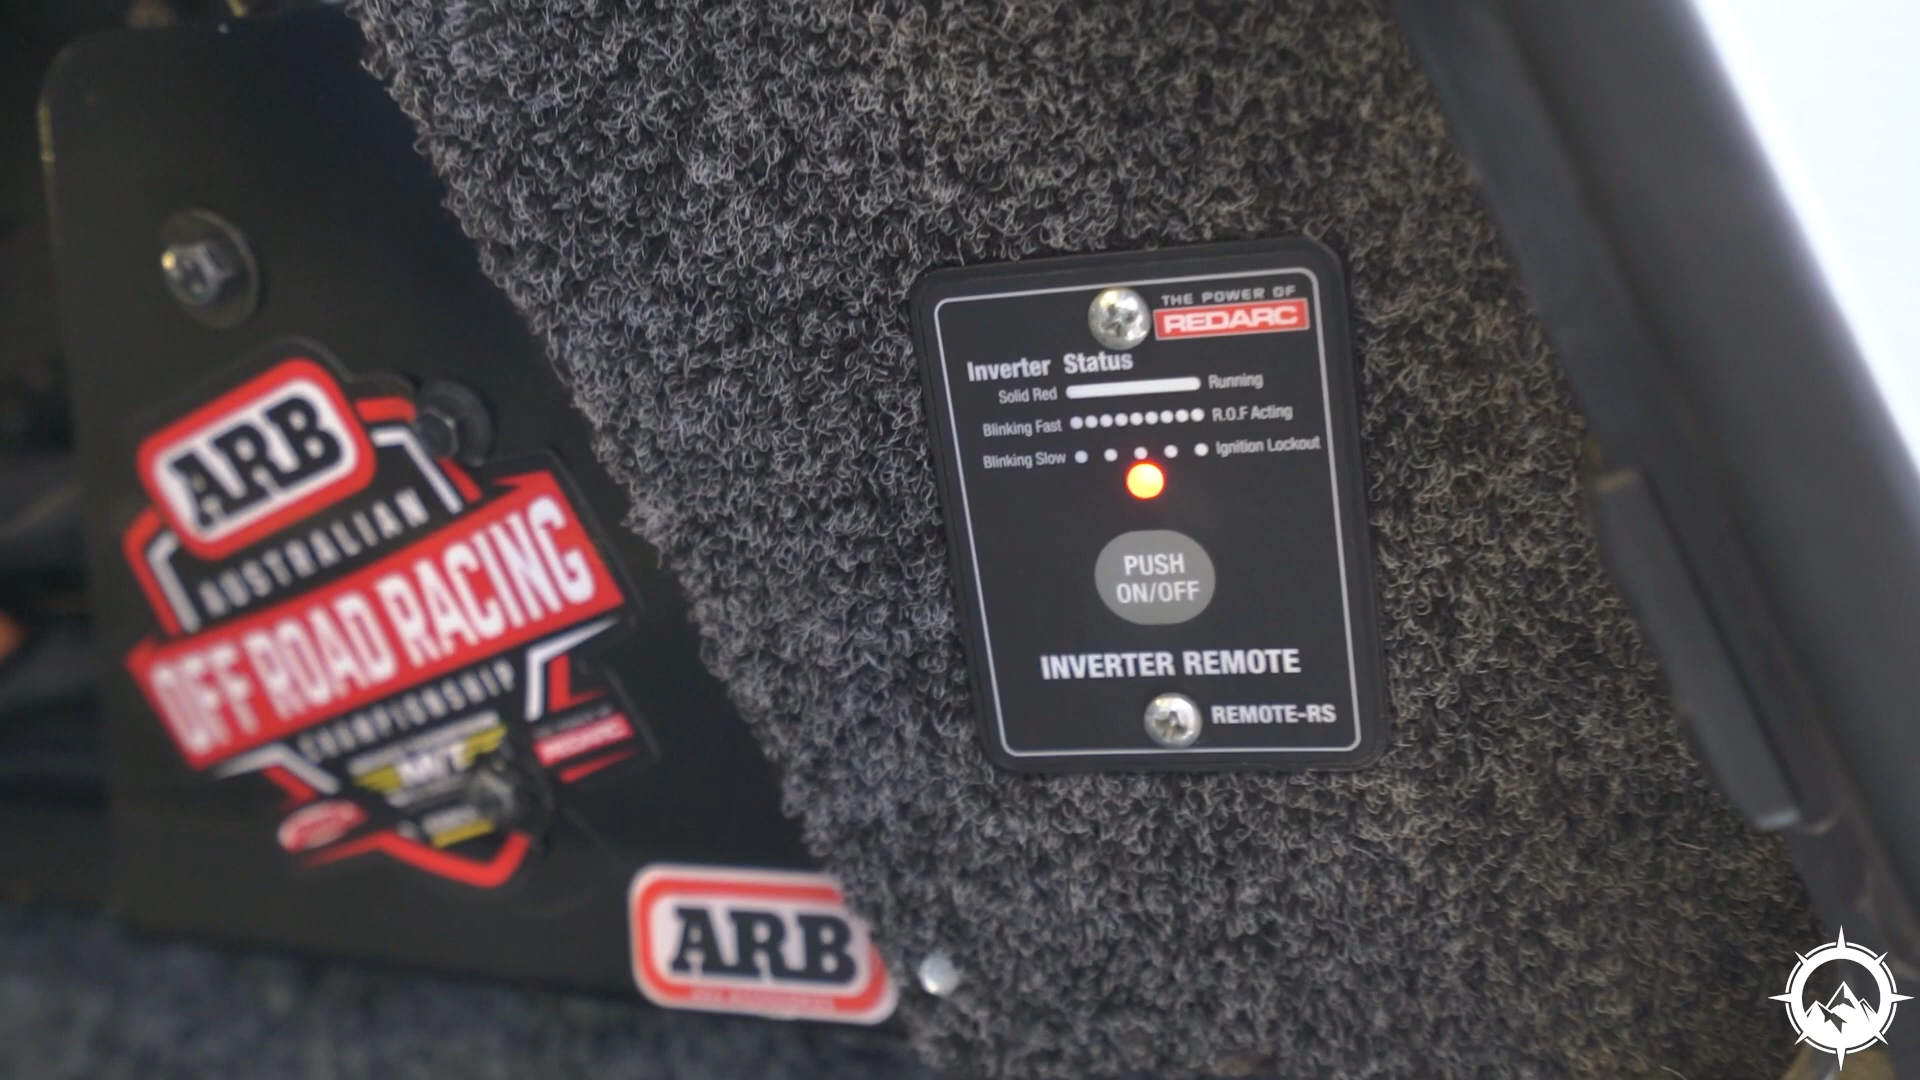 ARB
AUSTRALIAN
OFF ROAD RACING
CHAMPIONSHIP
M/T
REDARC
ARB
THE POWER OF
REDARC
Inverter Status
Solid Red Running
Blinking Fast R.O.F Acting
Blinking Slow Ignition Lockout
PUSH
ON/OFF
INVERTER REMOTE
REMOTE-RS